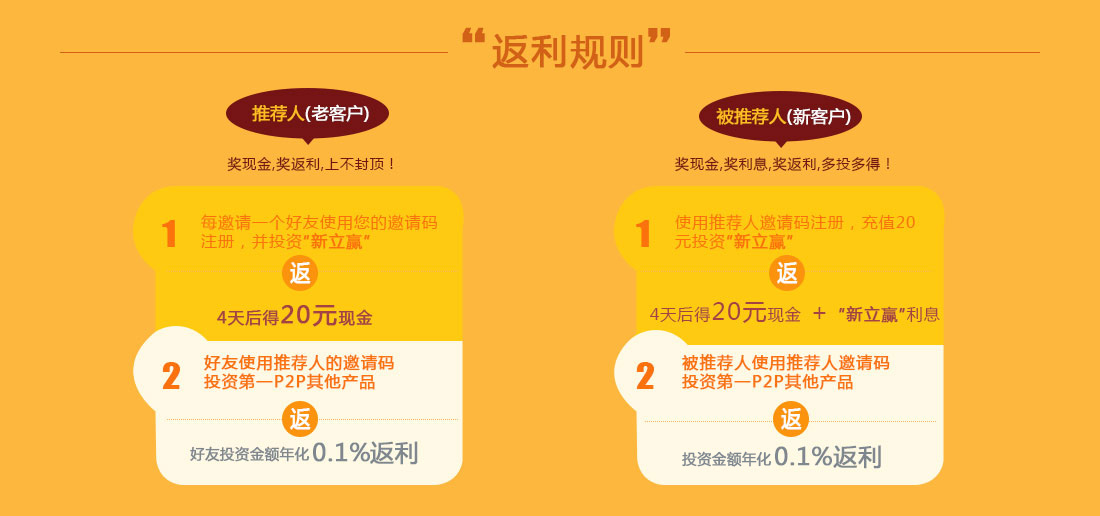 “返利规则”
推荐人(老客户)
奖现金,奖返利,上不封顶！
1
每邀请一个好友使用您的邀请码
注册，并投资“新立赢”
返
4天后得20元现金
2
好友使用推荐人的邀请码
投资第一P2P其他产品
返
好友投资金额年化0.1%返利
被推荐人(新客户)
奖现金,奖利息,奖返利,多投多得！
1
使用推荐人邀请码注册，充值20
元投资“新立赢”
返
4天后得20元现金 + “新立赢”利息
2
被推荐人使用推荐人邀请码
投资第一P2P其他产品
返
投资金额年化0.1%返利